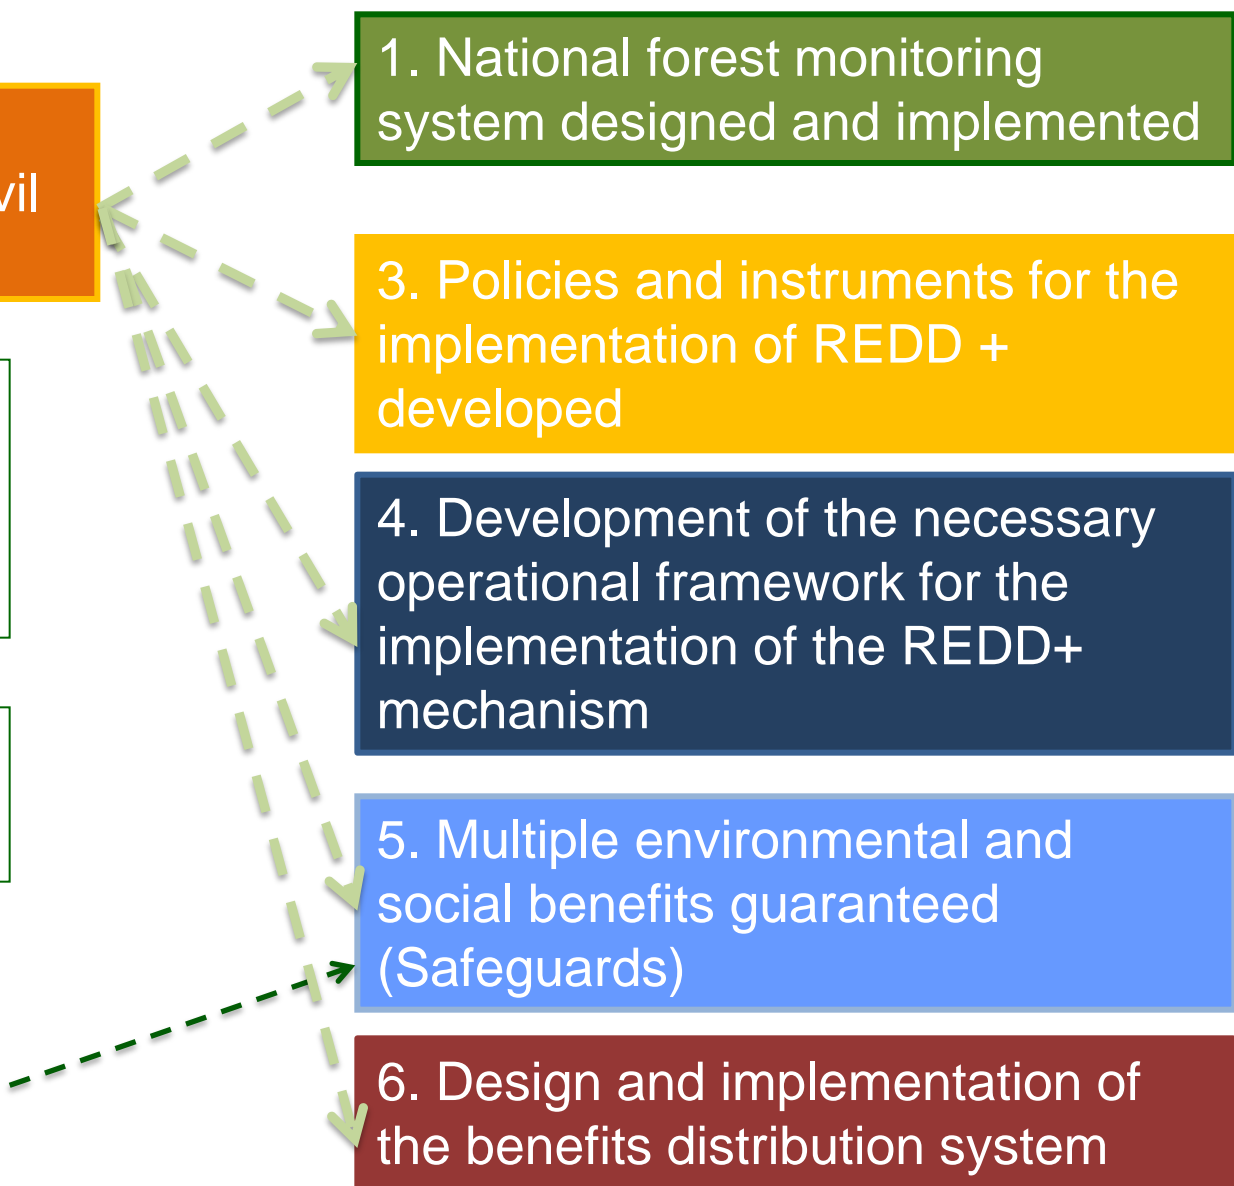 1. National forest monitoring
system designed and implemented
vil
3. Policies and instruments for the
implementation of REDD +
developed
4. Development of the necessary
operational framework for the
implementation of the REDD+
mechanism
5. Multiple environmental and
social benefits guaranteed
(Safeguards)
6. Design and implementation of
the benefits distribution system